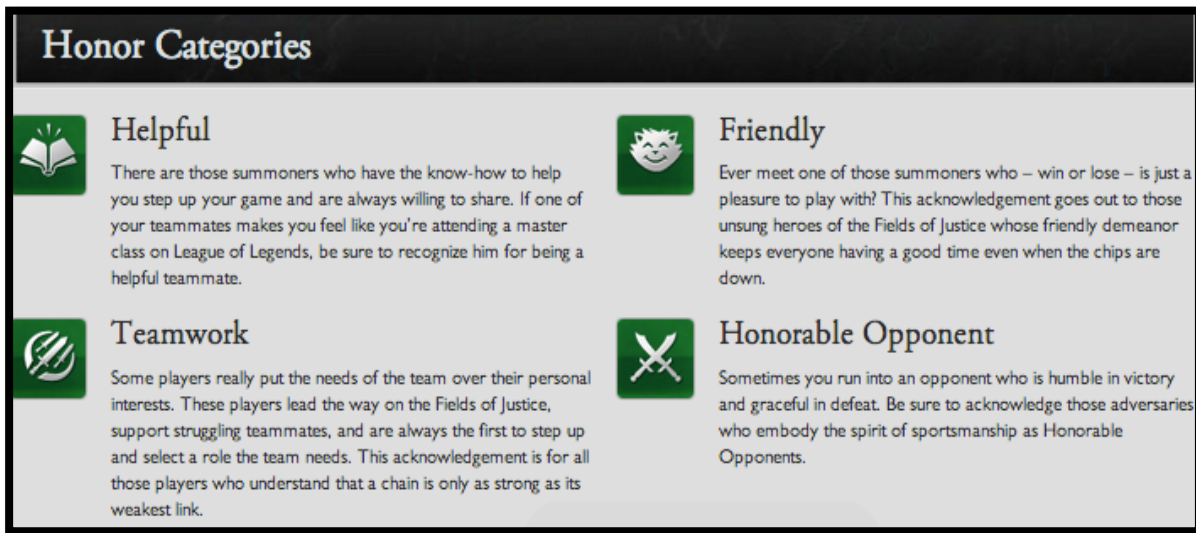 Honor Categories
Helpful
There are those summoners who have the know-how to help
you step up your game and are always willing to share. If one of
your teammates makes you feel like you're attending a master
class on League of Legends, be sure to recognize him for being a
helpful teammate.
Friendly
Ever meet one of those summoners who – win or lose – is just a
pleasure to play with? This acknowledgement goes out to those
unsung heroes of the Fields of Justice whose friendly demeanor
keeps everyone having a good time even when the chips are
down.
Teamwork
Some players really put the needs of the team over their personal
interests. These players lead the way on the Fields of Justice,
support struggling teammates, and are always the first to step up
and select a role the team needs. This acknowledgement is for all
those players who understand that a chain is only as strong as its
weakest link.
Honorable Opponent
Sometimes you run into an opponent who is humble in victory
and graceful in defeat. Be sure to acknowledge those adversaries
who embody the spirit of sportsmanship as Honorable
Opponents.